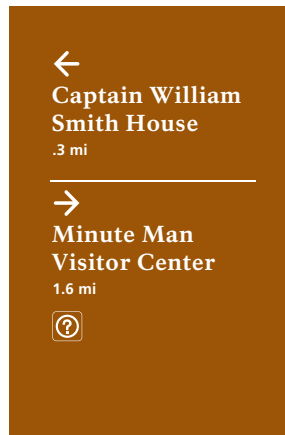 ←
Captain William
Smith House
.3 mi
→
Minute Man
Visitor Center
1.6 mi
?